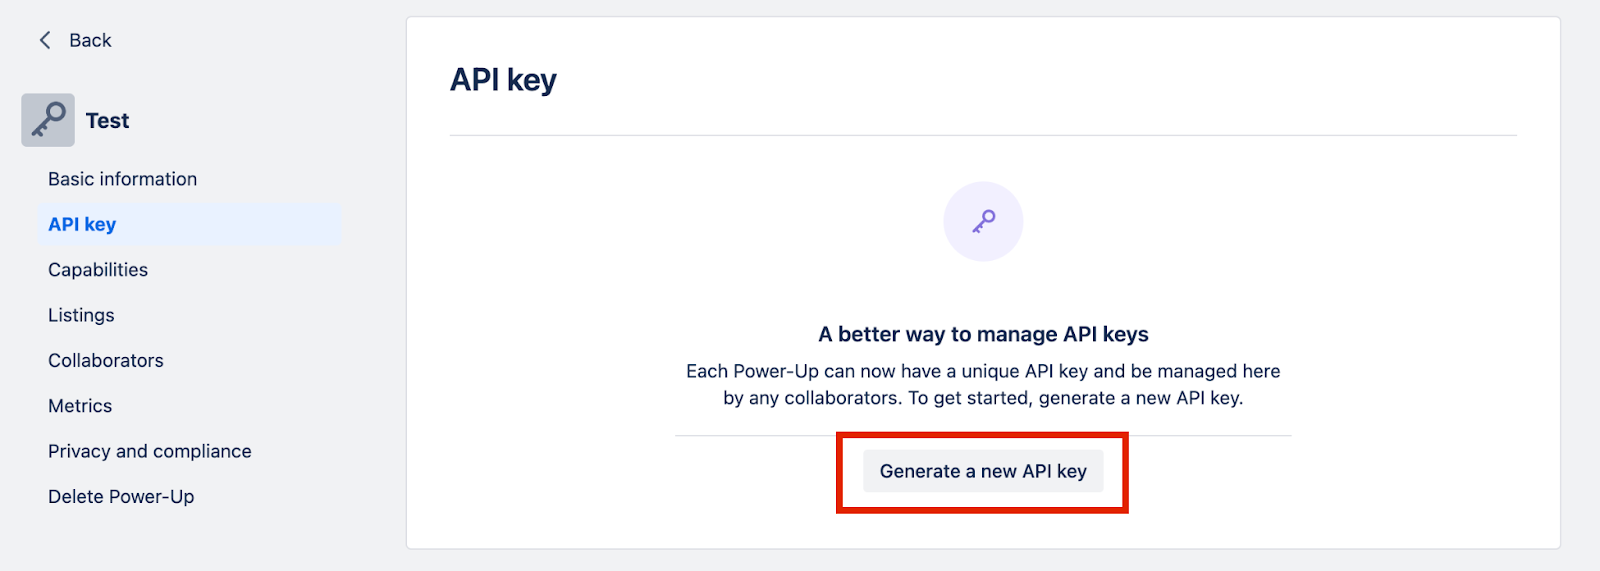 Back
Test
Basic information
API key
Capabilities
Listings
Collaborators
Metrics
Privacy and compliance
Delete Power-Up
API key
A better way to manage API keys
Each Power-Up can now have a unique API key and be managed here
by any collaborators. To get started, generate a new API key.
Generate a new API key